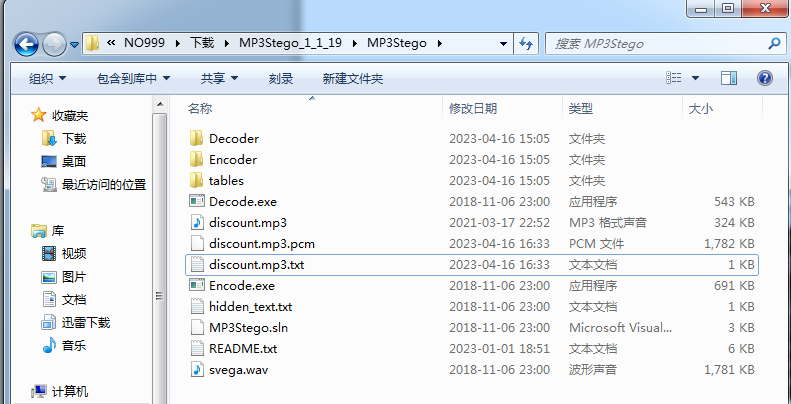 « NO999 ▸ 下载 ▸ MP3Stego_1_1_19 ▸ MP3Stego ▸ 搜索 MP3Stego
组织 包含到库中 共享 刻录 新建文件夹
收藏夹
下载
桌面
最近访问的位置
库
视频
图片
文档
迅雷下载
音乐
计算机
名称 修改日期 类型 大小
Decoder 2023-04-16 15:05 文件夹
Encoder 2023-04-16 15:05 文件夹
tables 2023-04-16 15:05 文件夹
Decode.exe 2018-11-06 23:00 应用程序 543 KB
discount.mp3 2021-03-17 22:52 MP3 格式声音 324 KB
discount.mp3.pcm 2023-04-16 16:33 PCM 文件 1,782 KB
discount.mp3.txt 2023-04-16 16:33 文本文档 1 KB
Encode.exe 2018-11-06 23:00 应用程序 691 KB
hidden_text.txt 2018-11-06 23:00 文本文档 1 KB
MP3Stego.sln 2018-11-06 23:00 Microsoft Visual... 3 KB
README.txt 2023-01-01 18:51 文本文档 6 KB
svega.wav 2018-11-06 23:00 波形声音 1,781 KB